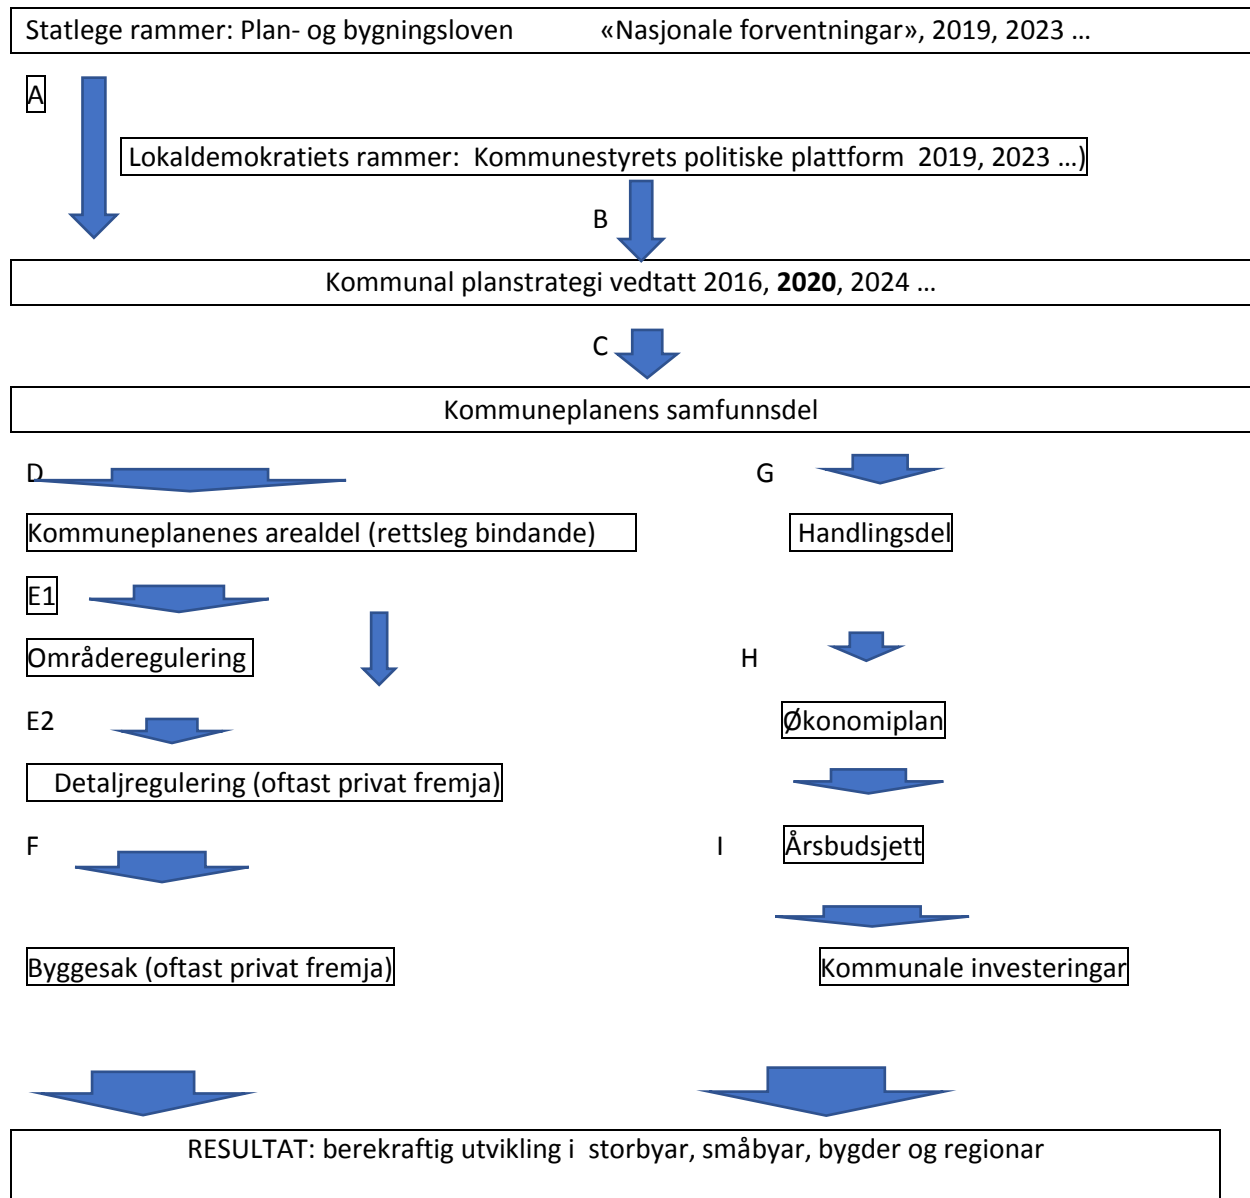 Statlege rammer: Plan- og bygningsloven «Nasjonale forventningar», 2019, 2023 …
A
Lokaldemokratiets rammer: Kommunestyrets politiske plattform 2019, 2023 …)
B
Kommunal planstrategi vedtatt 2016, 2020, 2024 …
C
Kommuneplanens samfunnsdel
D G
Kommuneplanenes arealdel (rettsleg bindande) Handlingsdel
E1
Områderegulering H
E2 Økonomiplan
Detaljregulering (oftast privat fremja)
F I Årsbudsjett
Byggesak (oftast privat fremja) Kommunale investeringar
RESULTAT: berekraftig utvikling i storbyar, småbyar, bygder og regionar